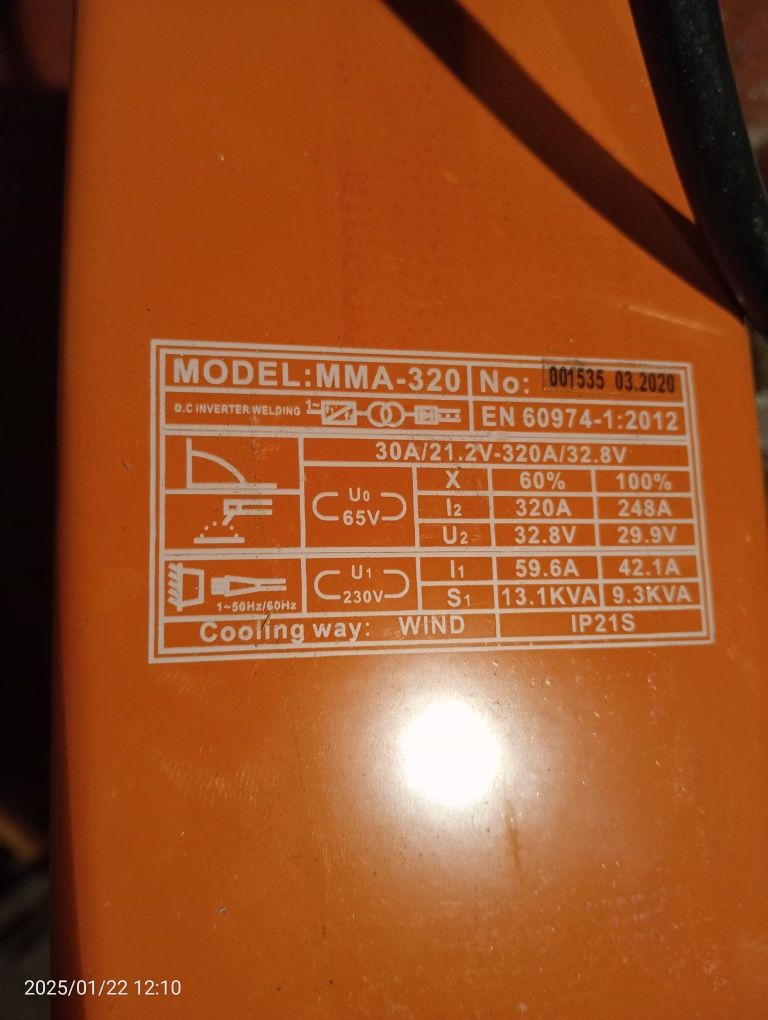 MODEL:MMA-320 No: 001535 03.2020
D.C INVERTER WELDING 1~ EN 60974-1:2012
30A/21.2V-320A/32.8V
U0 65V X 60% 100%
I2 320A 248A
U2 32.8V 29.9V
U1 230V I1 59.6A 42.1A
1~50Hz/60Hz S1 13.1KVA 9.3KVA
Cooling way: WIND IP21S
2025/01/22 12:10